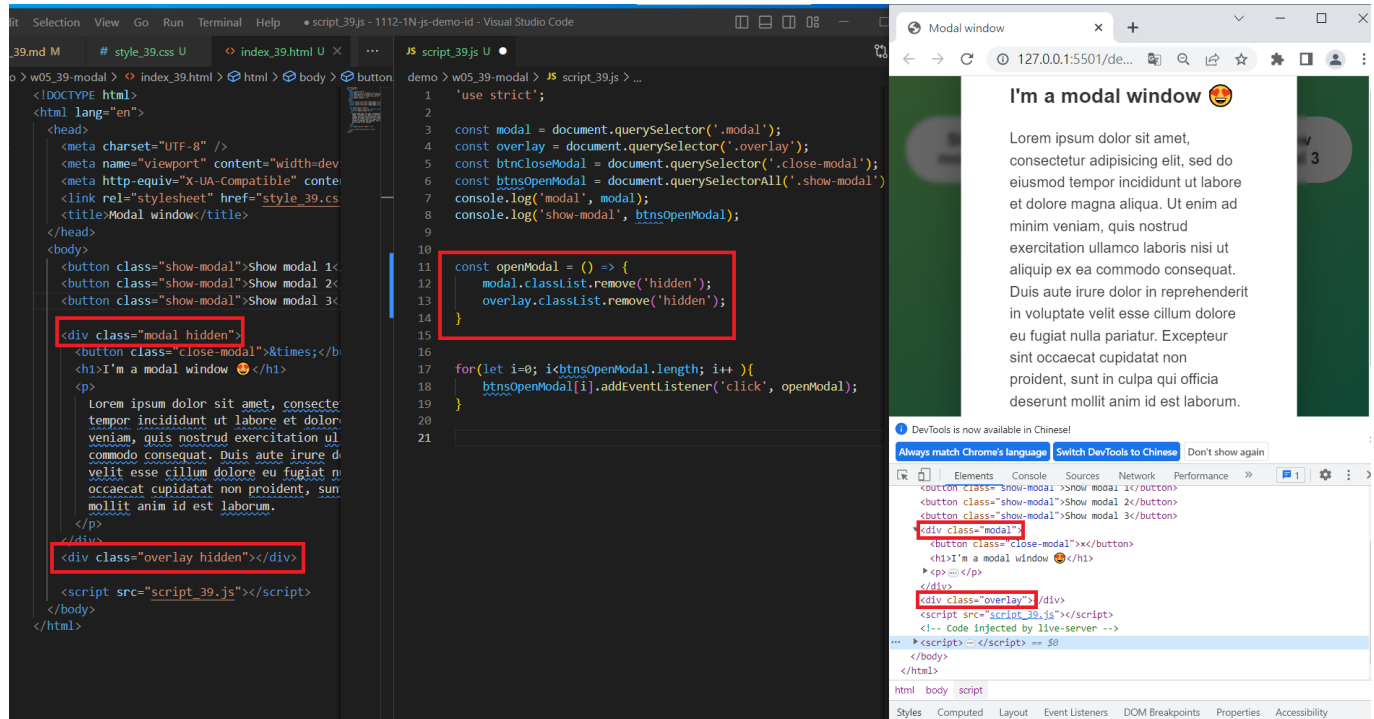 dit Selection View Go Run Terminal Help ● script_39.js - 1112-1N-js-demo-id - Visual Studio Code
_39.md M # style_39.css U <> index_39.html U × ···
o > w05_39-modal > <> index_39.html > html > body > button
<!DOCTYPE html>
<html lang="en">
<head>
<meta charset="UTF-8" />
<meta name="viewport" content="width=dev
<meta http-equiv="X-UA-Compatible" conte
<link rel="stylesheet" href="style_39.cs
<title>Modal window</title>
</head>
<body>
<button class="show-modal">Show modal 1<
<button class="show-modal">Show modal 2<
<button class="show-modal">Show modal 3<
<div class="modal hidden">
<button class="close-modal">&times;</b
<h1>I'm a modal window 😍</h1>
<p>
Lorem ipsum dolor sit amet, consecte
tempor incididunt ut labore et dolor
veniam, quis nostrud exercitation ul
commodo consequat. Duis aute irure d
velit esse cillum dolore eu fugiat n
occaecat cupidatat non proident, sun
mollit anim id est laborum.
</p>
</div>
<div class="overlay hidden"></div>
<script src="script_39.js"></script>
</body>
</html>
JS script_39.js U ●
demo > w05_39-modal > JS script_39.js > ...
1 'use strict';
2
3 const modal = document.querySelector('.modal');
4 const overlay = document.querySelector('.overlay');
5 const btnCloseModal = document.querySelector('.close-modal');
6 const btnsOpenModal = document.querySelectorAll('.show-modal')
7 console.log('modal', modal);
8 console.log('show-modal', btnsOpenModal);
9
10
11 const openModal = () => {
12 modal.classList.remove('hidden');
13 overlay.classList.remove('hidden');
14 }
15
16
17 for(let i=0; i<btnsOpenModal.length; i++ ){
18 btnsOpenModal[i].addEventListener('click', openModal);
19 }
20
21
Modal window × +
127.0.0.1:5501/de...
I'm a modal window 😍
Lorem ipsum dolor sit amet,
consectetur adipisicing elit, sed do
eiusmod tempor incididunt ut labore
et dolore magna aliqua. Ut enim ad
minim veniam, quis nostrud
exercitation ullamco laboris nisi ut
aliquip ex ea commodo consequat.
Duis aute irure dolor in reprehenderit
in voluptate velit esse cillum dolore
eu fugiat nulla pariatur. Excepteur
sint occaecat cupidatat non
proident, sunt in culpa qui officia
deserunt mollit anim id est laborum.
3
DevTools is now available in Chinese!
Always match Chrome's language Switch DevTools to Chinese Don't show again
Elements Console Sources Network Performance » 1
<button class="show-modal">Show modal 1</button>
<button class="show-modal">Show modal 2</button>
<button class="show-modal">Show modal 3</button>
<div class="modal">
<button class="close-modal">×</button>
<h1>I'm a modal window 😍</h1>
<p>…</p>
</div>
<div class="overlay"></div>
<script src="script_39.js"></script>
<!-- Code injected by live-server -->
··· <script>…</script> == $0
</body>
</html>
html body script
Styles Computed Layout Event Listeners DOM Breakpoints Properties Accessibility